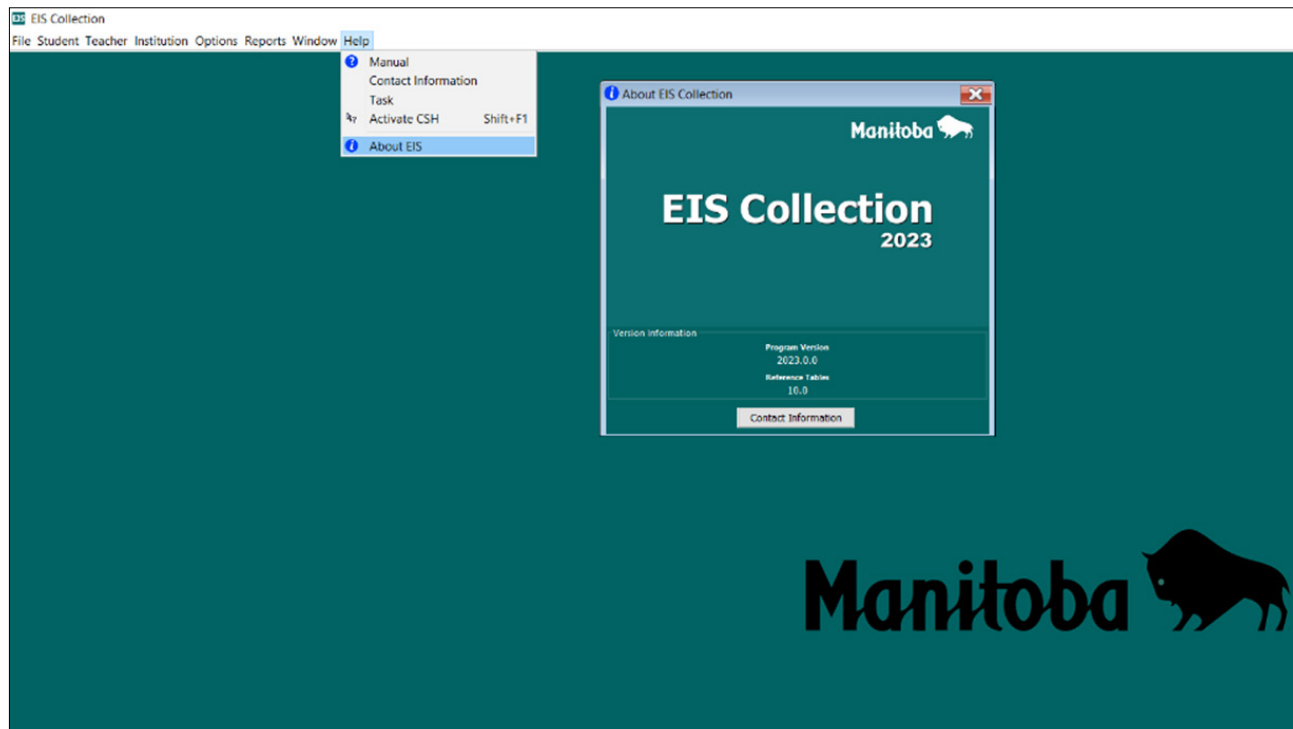 EIS EIS Collection
File Student Teacher Institution Options Reports Window Help
Manual
Contact Information
Task
Activate CSH Shift+F1
About EIS
About EIS Collection
Manitoba
EIS Collection
2023
Version Information
Program Version
2023.0.0
Reference Tables
10.0
Contact Information
Manitoba